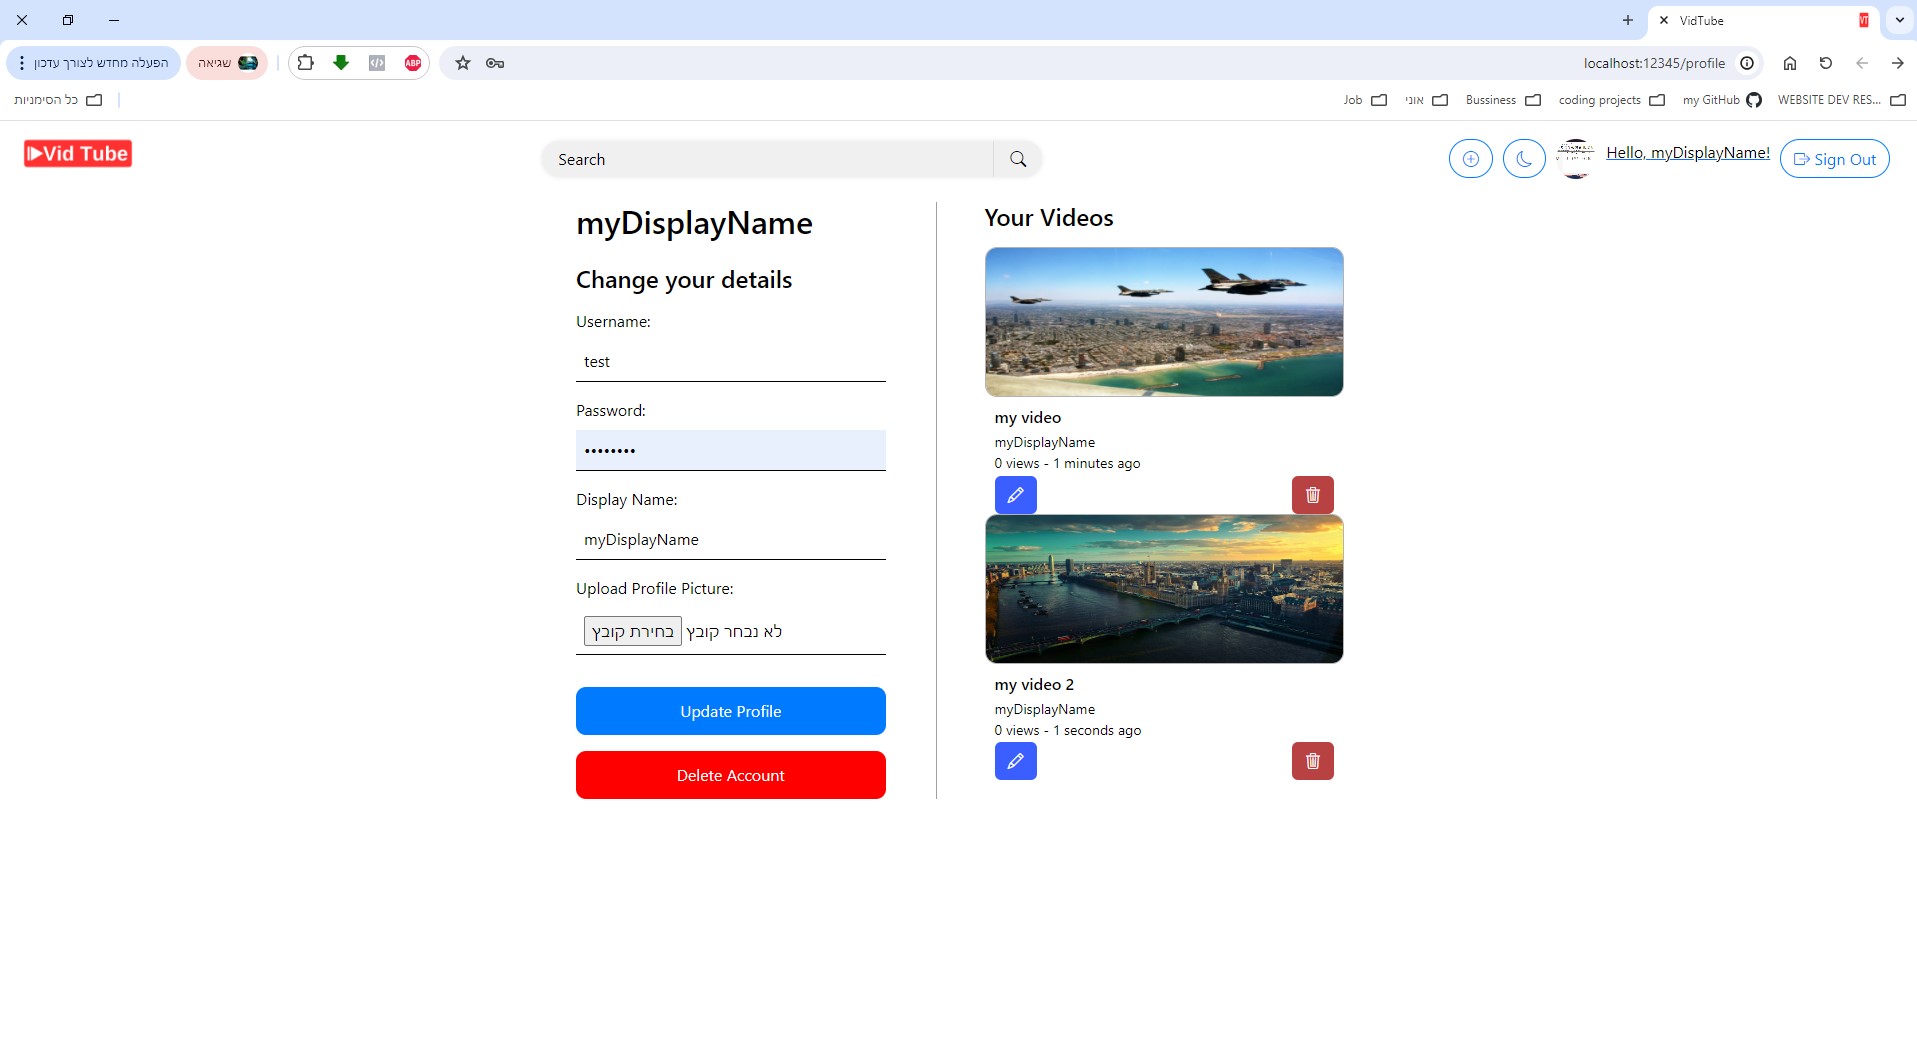 VidTube
הפעלה מחדש לצורך עדכון
שגיאה
ABP
localhost:12345/profile
כל הסימניות
Job
אוני
Bussiness
coding projects
my GitHub
WEBSITE DEV RES...
Vid Tube
Search
Hello, myDisplayName!
Sign Out
myDisplayName
Change your details
Username:
test
Password:
••••••••
Display Name:
myDisplayName
Upload Profile Picture:
בחירת קובץ לא נבחר קובץ
Update Profile
Delete Account
Your Videos
my video
myDisplayName
0 views - 1 minutes ago
my video 2
myDisplayName
0 views - 1 seconds ago